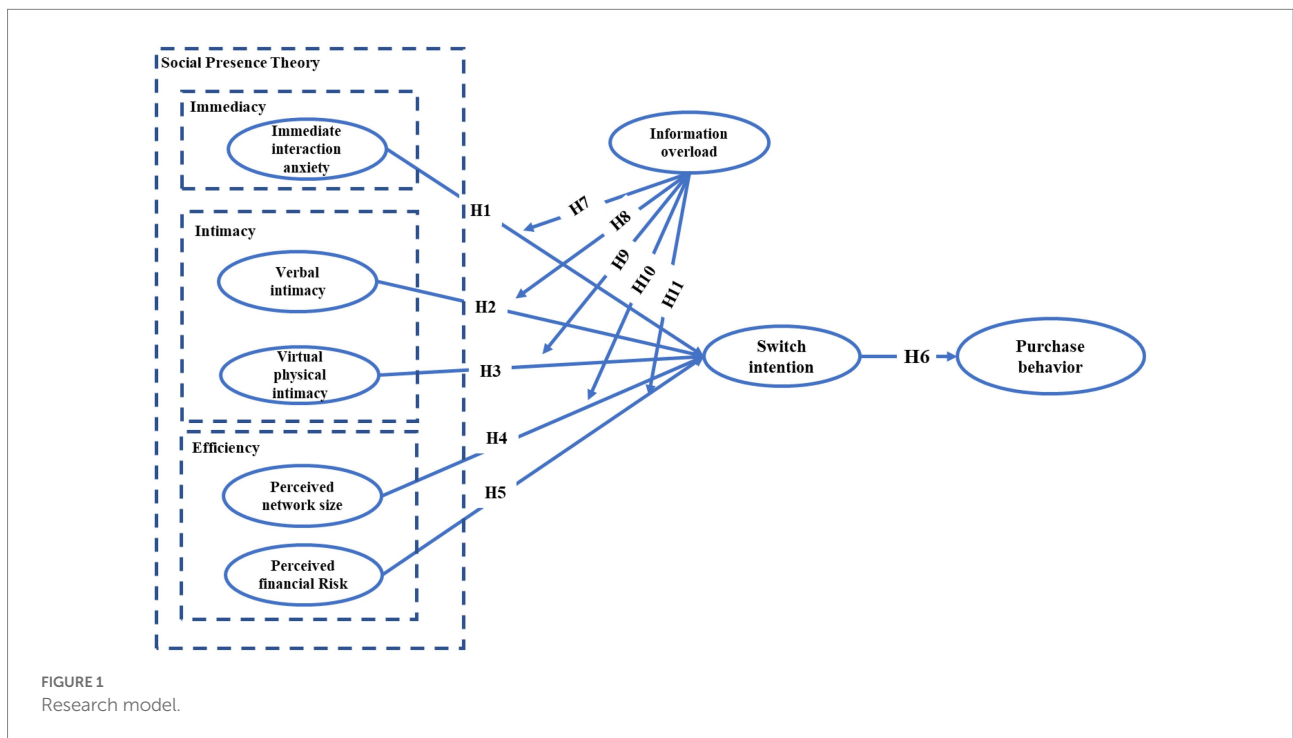 Social Presence Theory
Immediacy
Immediate
interaction
anxiety
Information
overload
H1
H7
H8
H9
H10
H11
Intimacy
Verbal
intimacy
H2
Virtual
physical
intimacy
H3
Switch
intention
H6
Purchase
behavior
Efficiency
H4
Perceived
network size
H5
Perceived
financial Risk
FIGURE 1
Research model.